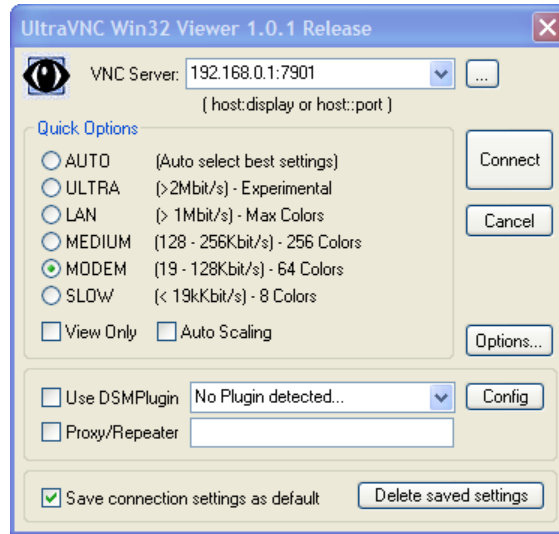 UltraVNC Win32 Viewer 1.0.1 Release
VNC Server: 192.168.0.1:7901 ...
( host:display or host::port )
Quick Options
AUTO (Auto select best settings)
ULTRA (>2Mbit/s) - Experimental
LAN (> 1Mbit/s) - Max Colors
MEDIUM (128 - 256Kbit/s) - 256 Colors
MODEM (19 - 128Kbit/s) - 64 Colors
SLOW (< 19kKbit/s) - 8 Colors
View Only Auto Scaling
Connect
Cancel
Options...
Use DSMPlugin No Plugin detected... Config
Proxy/Repeater
Save connection settings as default Delete saved settings